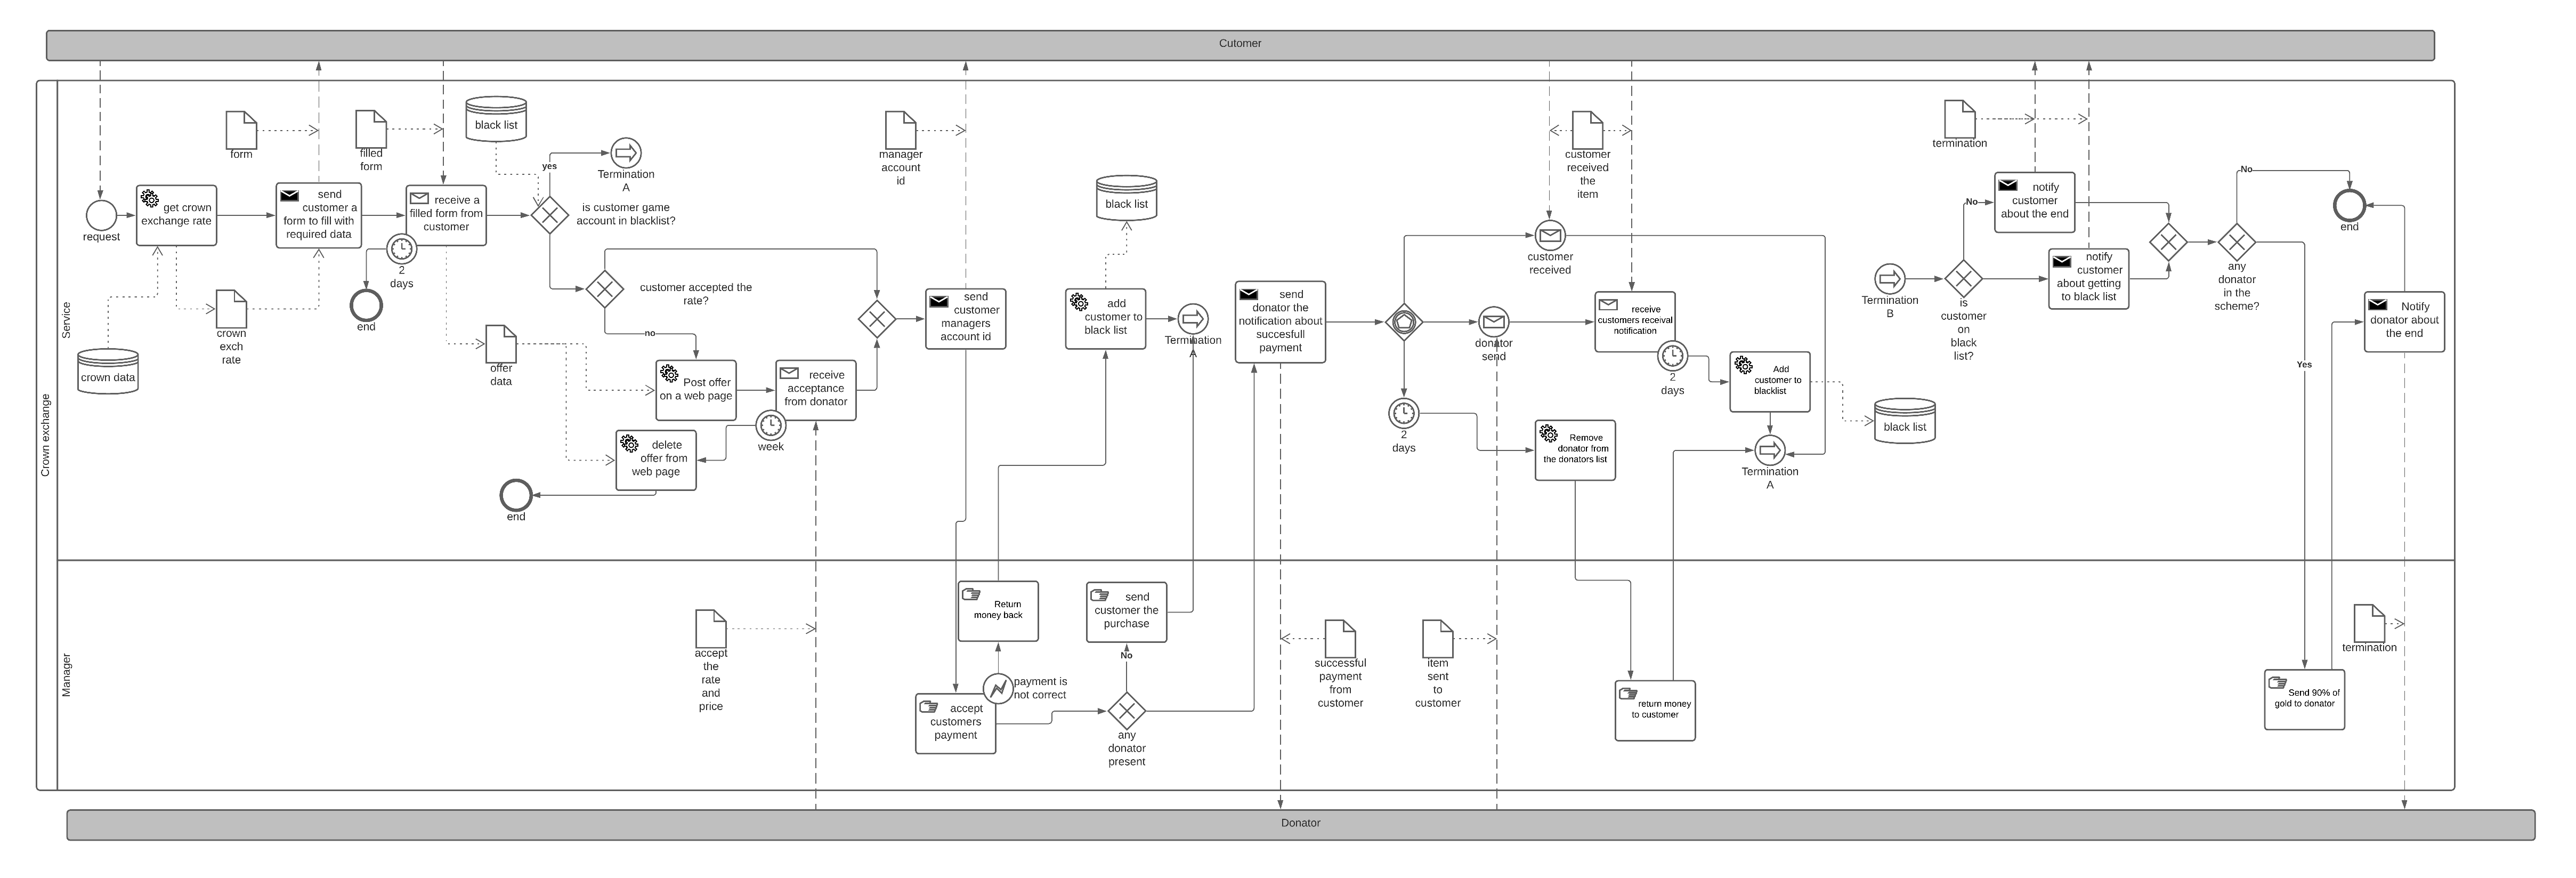 Cutomer
Crown exchange
Service
Manager
request
get crown
exchange rate
form
send
customer a
form to fill with
required data
filled
form
receive a
filled form from
customer
2
days
end
crown data
crown
exch
rate
black list
yes
Termination
A
is customer game
account in blacklist?
customer accepted the
rate?
no
offer
data
Post offer
on a web page
receive
acceptance
from donator
week
delete
offer from
web page
end
manager
account
id
send
customer
managers
account id
black list
add
customer to
black list
Termination
A
send
donator the
notification about
succesfull
payment
customer
received
the
item
customer
received
donator
send
receive
customers receival
notification
2
days
2
days
Add
customer to
blacklist
black list
Remove
donator from
the donators list
Termination
A
termination
notify
customer
about the end
No
notify
customer
about getting
to black list
Termination
B
is
customer
on
black
list?
any
donator
in the
scheme?
No
end
Yes
Notify
donator about
the end
accept
the
rate
and
price
Return
money back
payment is
not correct
accept
customers
payment
send
customer the
purchase
No
any
donator
present
successful
payment
from
customer
item
sent
to
customer
return money
to customer
Send 90% of
gold to donator
termination
Donator